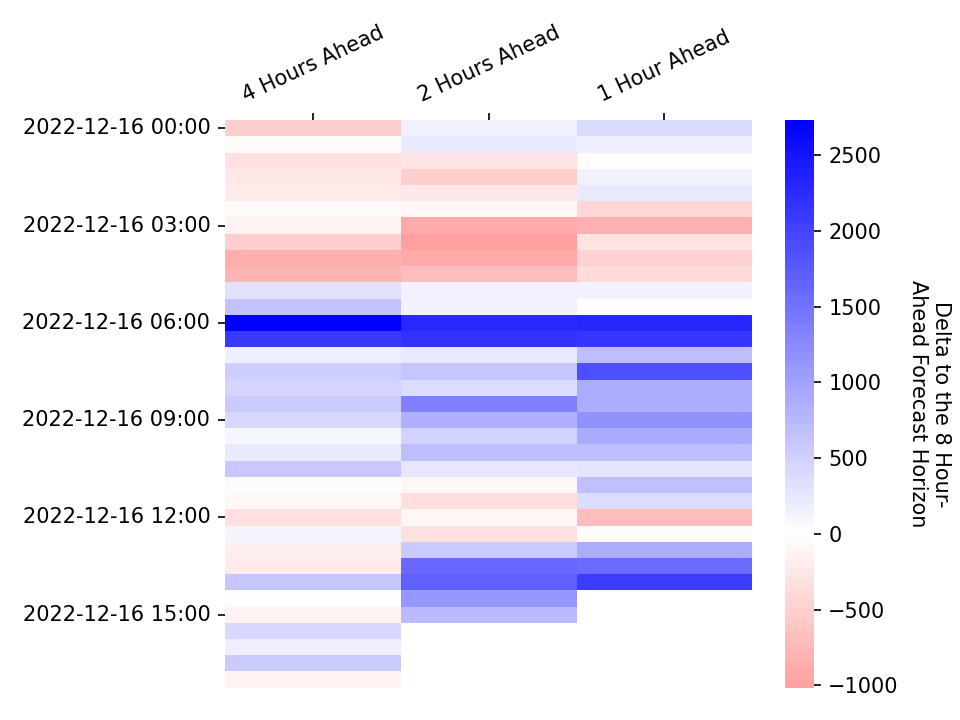 4 Hours Ahead
2 Hours Ahead
1 Hour Ahead
2022-12-16 00:00
2022-12-16 03:00
2022-12-16 06:00
2022-12-16 09:00
2022-12-16 12:00
2022-12-16 15:00
2500
2000
1500
1000
500
0
−500
−1000
Delta to the 8 Hour-
Ahead Forecast Horizon